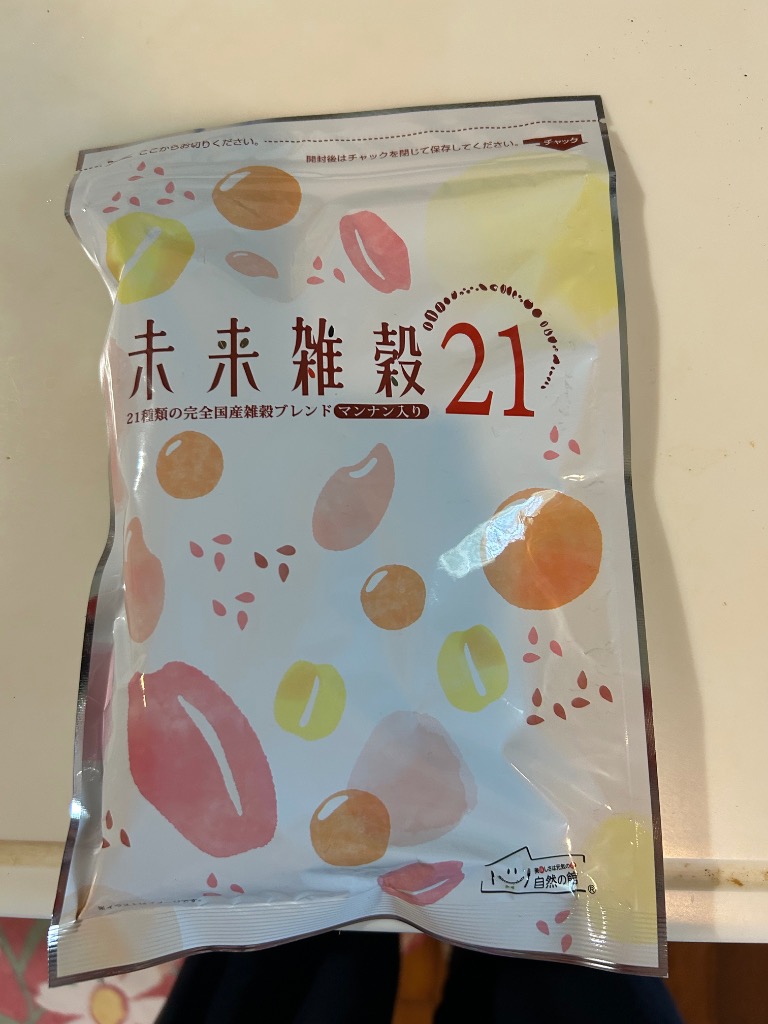 ここからお切りください。
開封後はチャックを閉じて保存してください。
チャック
未来雑穀21
21種類の完全国産雑穀ブレンド マンナン入り
自然の館
®